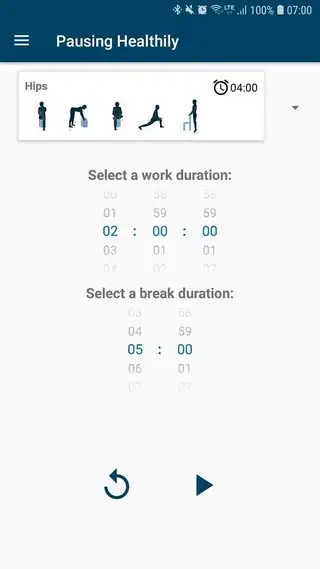 LTE 100% 07:00
Pausing Healthily
Hips 04:00
Select a work duration:
00 58 58
01 59 59
02 : 00 : 00
03 01 01
04 02 02
Select a break duration:
03 58
04 59
05 : 00
06 01
07 02